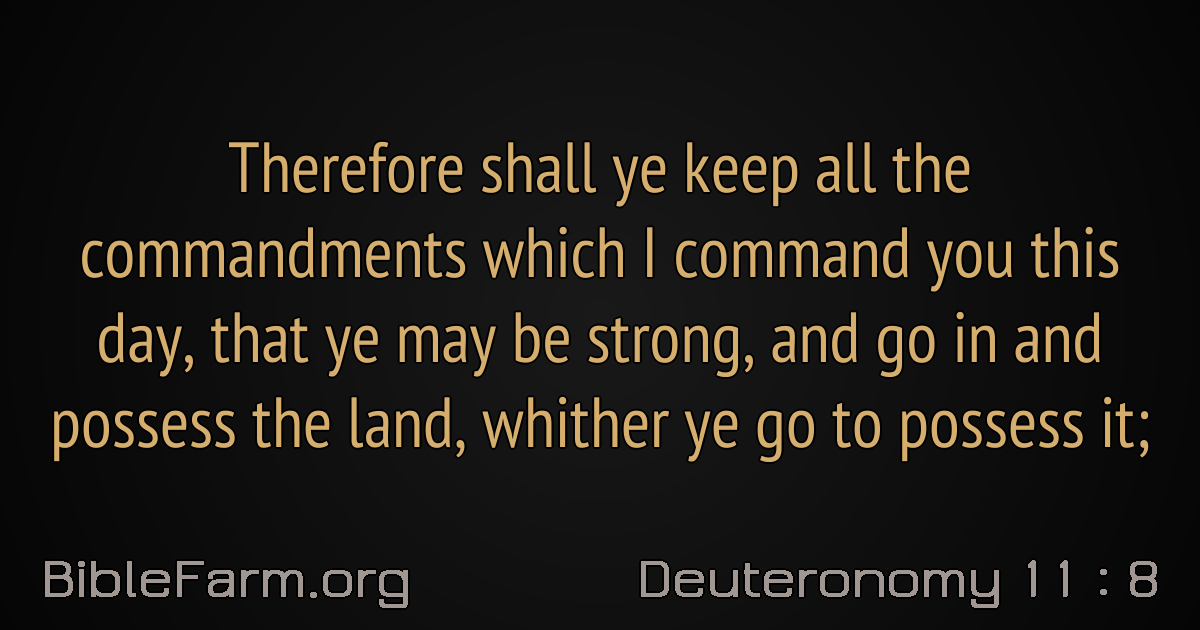 Therefore shall ye keep all the
commandments which I command you this
day, that ye may be strong, and go in and
possess the land, whither ye go to possess it;
BibleFarm.org
Deuteronomy 11 : 8